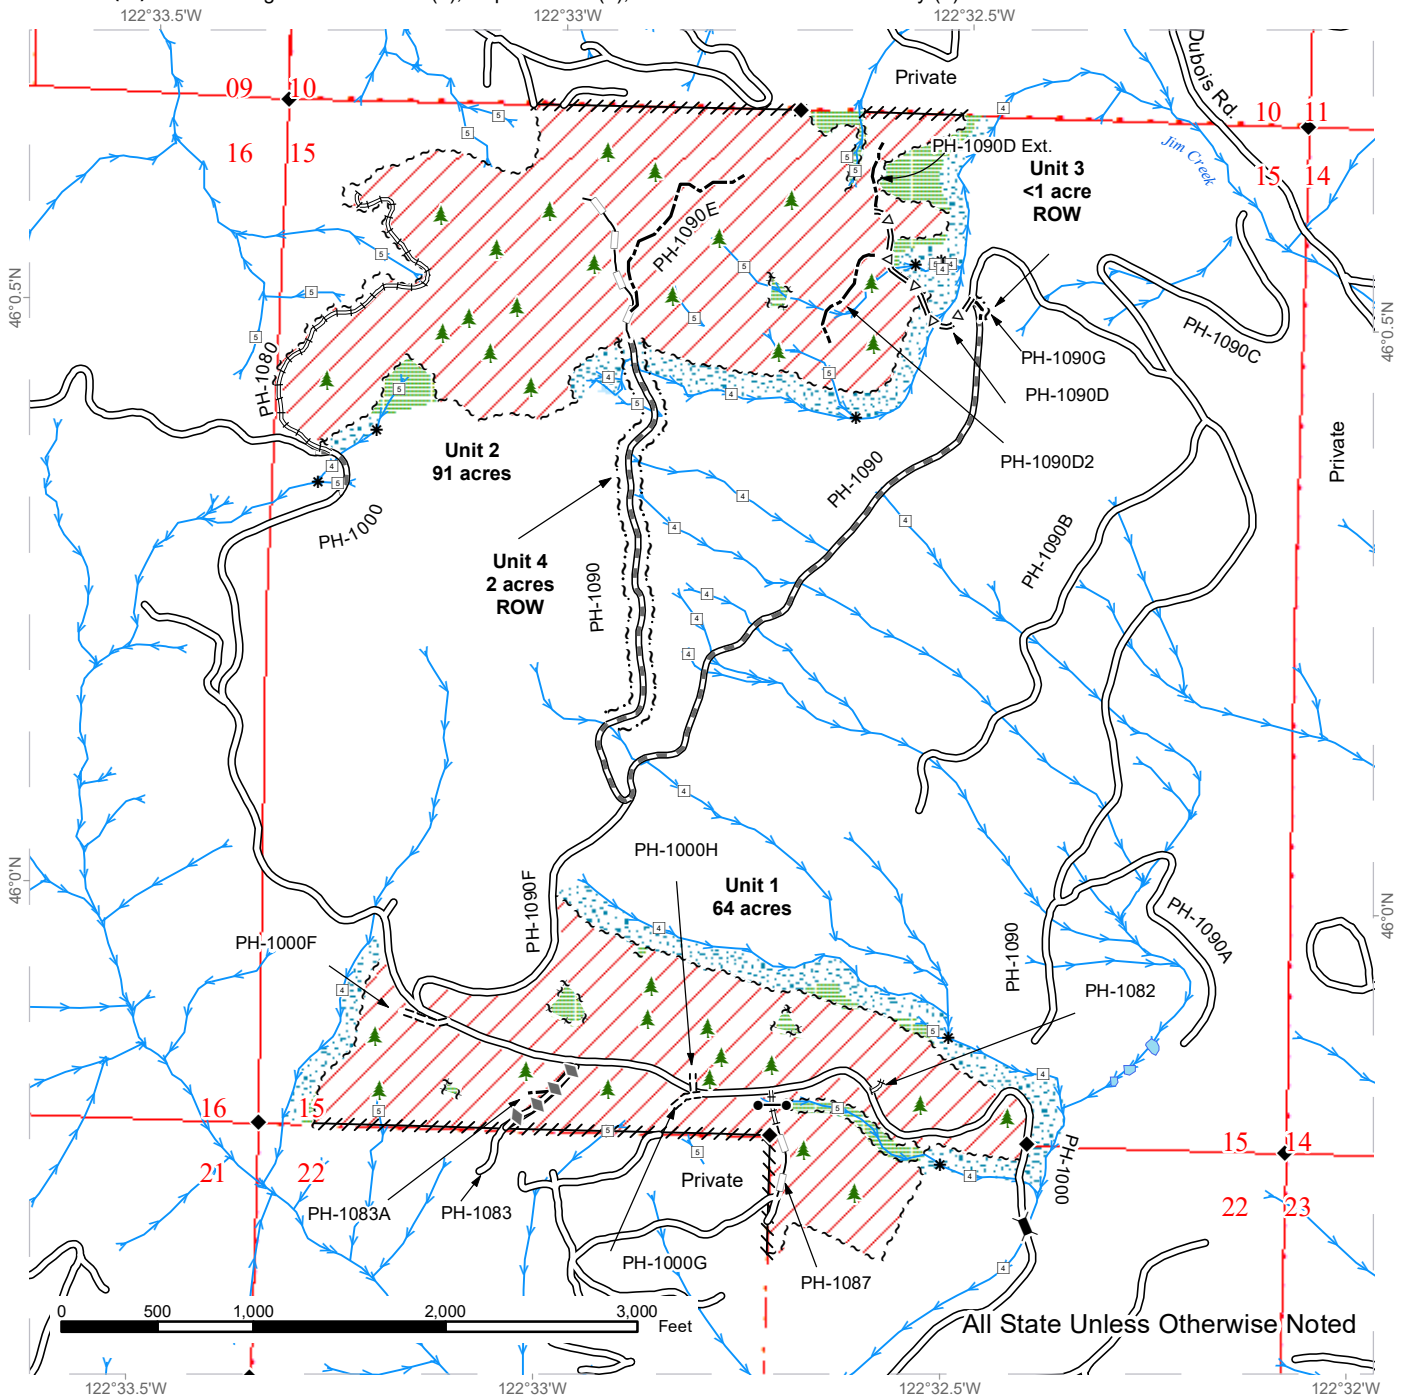 122°33.5'W
122°33'W
122°32.5'W
Private
Dubois Rd.
09
10
10
11
16
15
15
14
Jim Creek
PH-1090D Ext.
Unit 3
<1 acre
ROW
PH-1090E
46°0.5'N
46°0.5'N
PH-1090C
PH-1080
PH-1090G
PH-1090D
Unit 2
91 acres
PH-1090D2
Private
PH-1090
PH-1000
PH-1090B
Unit 4
2 acres
ROW
PH-1090
PH-1000H
Unit 1
64 acres
46°0'N
46°0'N
PH-1090F
PH-1000F
PH-1090
PH-1090A
PH-1082
16
15
15
14
21
22
22
23
Private
PH-1000
PH-1083A
PH-1083
PH-1000G
PH-1087
0
500
1,000
2,000
3,000
Feet
All State Unless Otherwise Noted
122°33.5'W
122°33'W
122°32.5'W
122°32'W